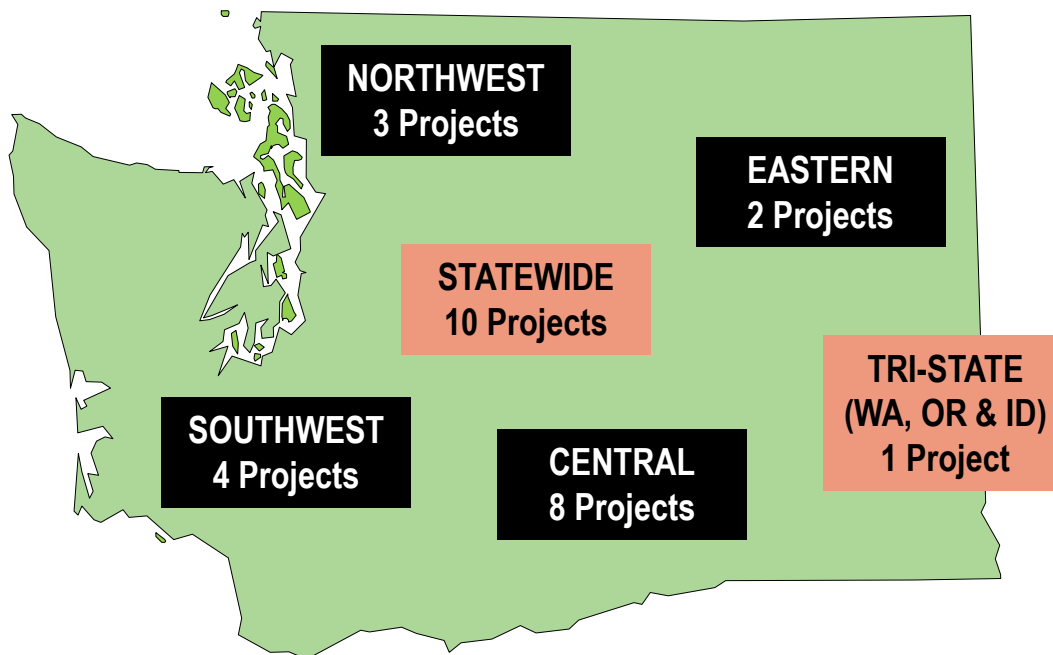 NORTHWEST
3 Projects
EASTERN
2 Projects
STATEWIDE
10 Projects
TRI-STATE
(WA, OR & ID)
1 Project
SOUTHWEST
4 Projects
CENTRAL
8 Projects